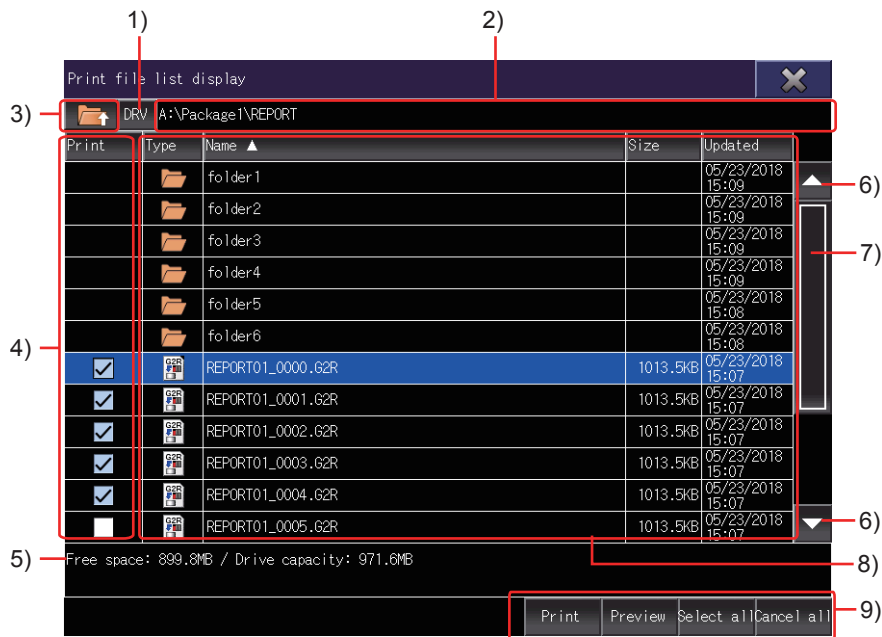 1) 2)
Print file list display
3) DRV A:\Package1\REPORT
Print Type Name ▲ Size Updated
folder1 05/23/2018
15:09
6)
folder2 05/23/2018
15:09
folder3 05/23/2018
15:09
7)
folder4 05/23/2018
15:09
folder5 05/23/2018
15:08
folder6 05/23/2018
15:08
4)
G2R REPORT01_0000.G2R 1013.5KB 05/23/2018
15:07
G2R REPORT01_0001.G2R 1013.5KB 05/23/2018
15:07
G2R REPORT01_0002.G2R 1013.5KB 05/23/2018
15:07
G2R REPORT01_0003.G2R 1013.5KB 05/23/2018
15:07
G2R REPORT01_0004.G2R 1013.5KB 05/23/2018
15:07
G2R REPORT01_0005.G2R 1013.5KB 05/23/2018
15:07
6)
5) Free space: 899.8MB / Drive capacity: 971.6MB
8)
Print Preview Select all Cancel all 9)